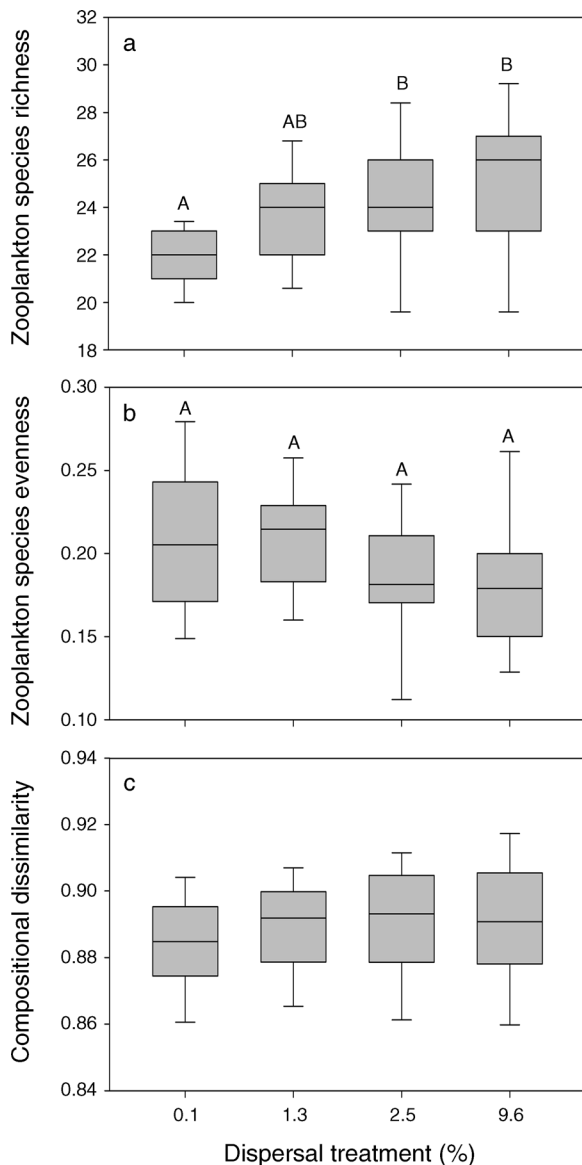 a
Zooplankton species richness
32
30
28
26
24
22
20
18
A
AB
B
B
b
Zooplankton species evenness
0.30
0.25
0.20
0.15
0.10
A
A
A
A
c
Compositional dissimilarity
0.94
0.92
0.90
0.88
0.86
0.84
0.1 1.3 2.5 9.6
Dispersal treatment (%)